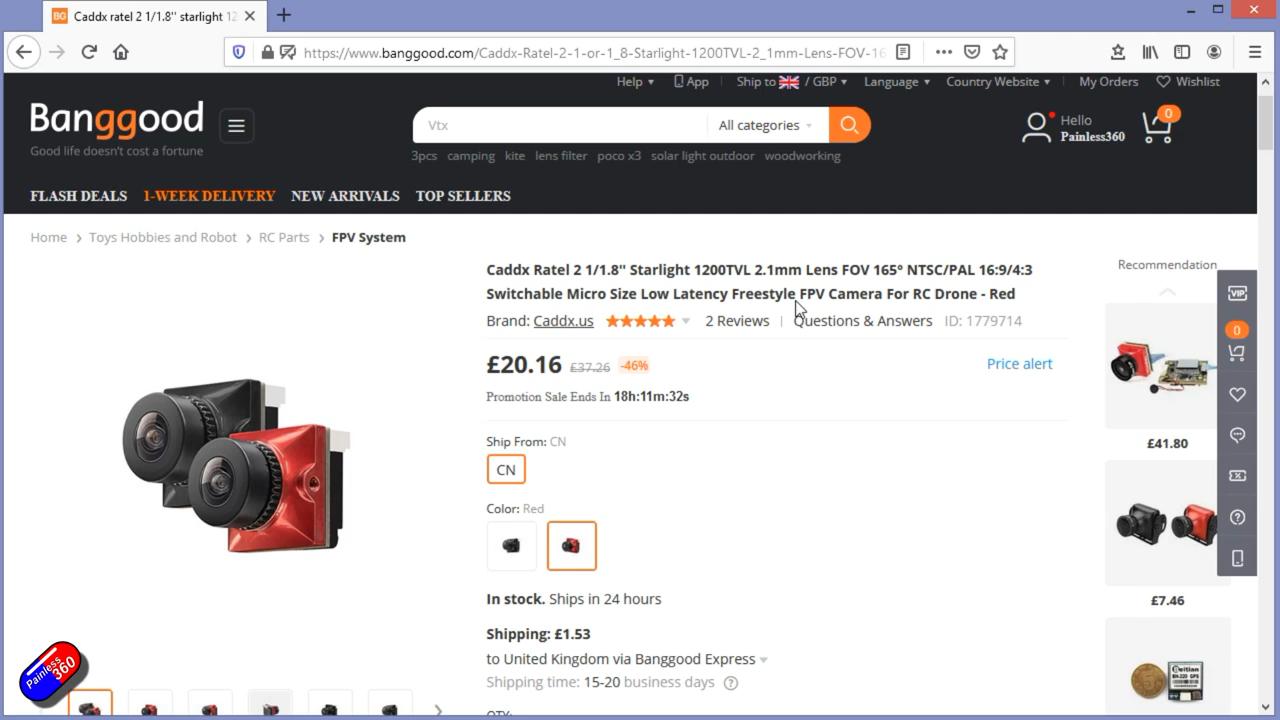 BG Caddx ratel 2 1/1.8" starlight 12
https://www.banggood.com/Caddx-Ratel-2-1-or-1_8-Starlight-1200TVL-2_1mm-Lens-FOV-16
Help App Ship to / GBP Language Country Website My Orders Wishlist
Banggood
Good life doesn't cost a fortune
Vtx All categories
3pcs camping kite lens filter poco x3 solar light outdoor woodworking
Hello
Painless360
0
FLASH DEALS 1-WEEK DELIVERY NEW ARRIVALS TOP SELLERS
Home > Toys Hobbies and Robot > RC Parts > FPV System
Caddx Ratel 2 1/1.8'' Starlight 1200TVL 2.1mm Lens FOV 165° NTSC/PAL 16:9/4:3
Switchable Micro Size Low Latency Freestyle FPV Camera For RC Drone - Red
Brand: Caddx.us 2 Reviews | Questions & Answers ID: 1779714
£20.16 £37.26 -46% Price alert
Promotion Sale Ends In 18h:11m:32s
Ship From: CN
CN
Color: Red
In stock. Ships in 24 hours
Shipping: £1.53
to United Kingdom via Banggood Express
Shipping time: 15-20 business days ?
QTY:
Recommendation
£41.80
£7.46
Beitian
BN-220 GPS
VIP
0
Painless
360